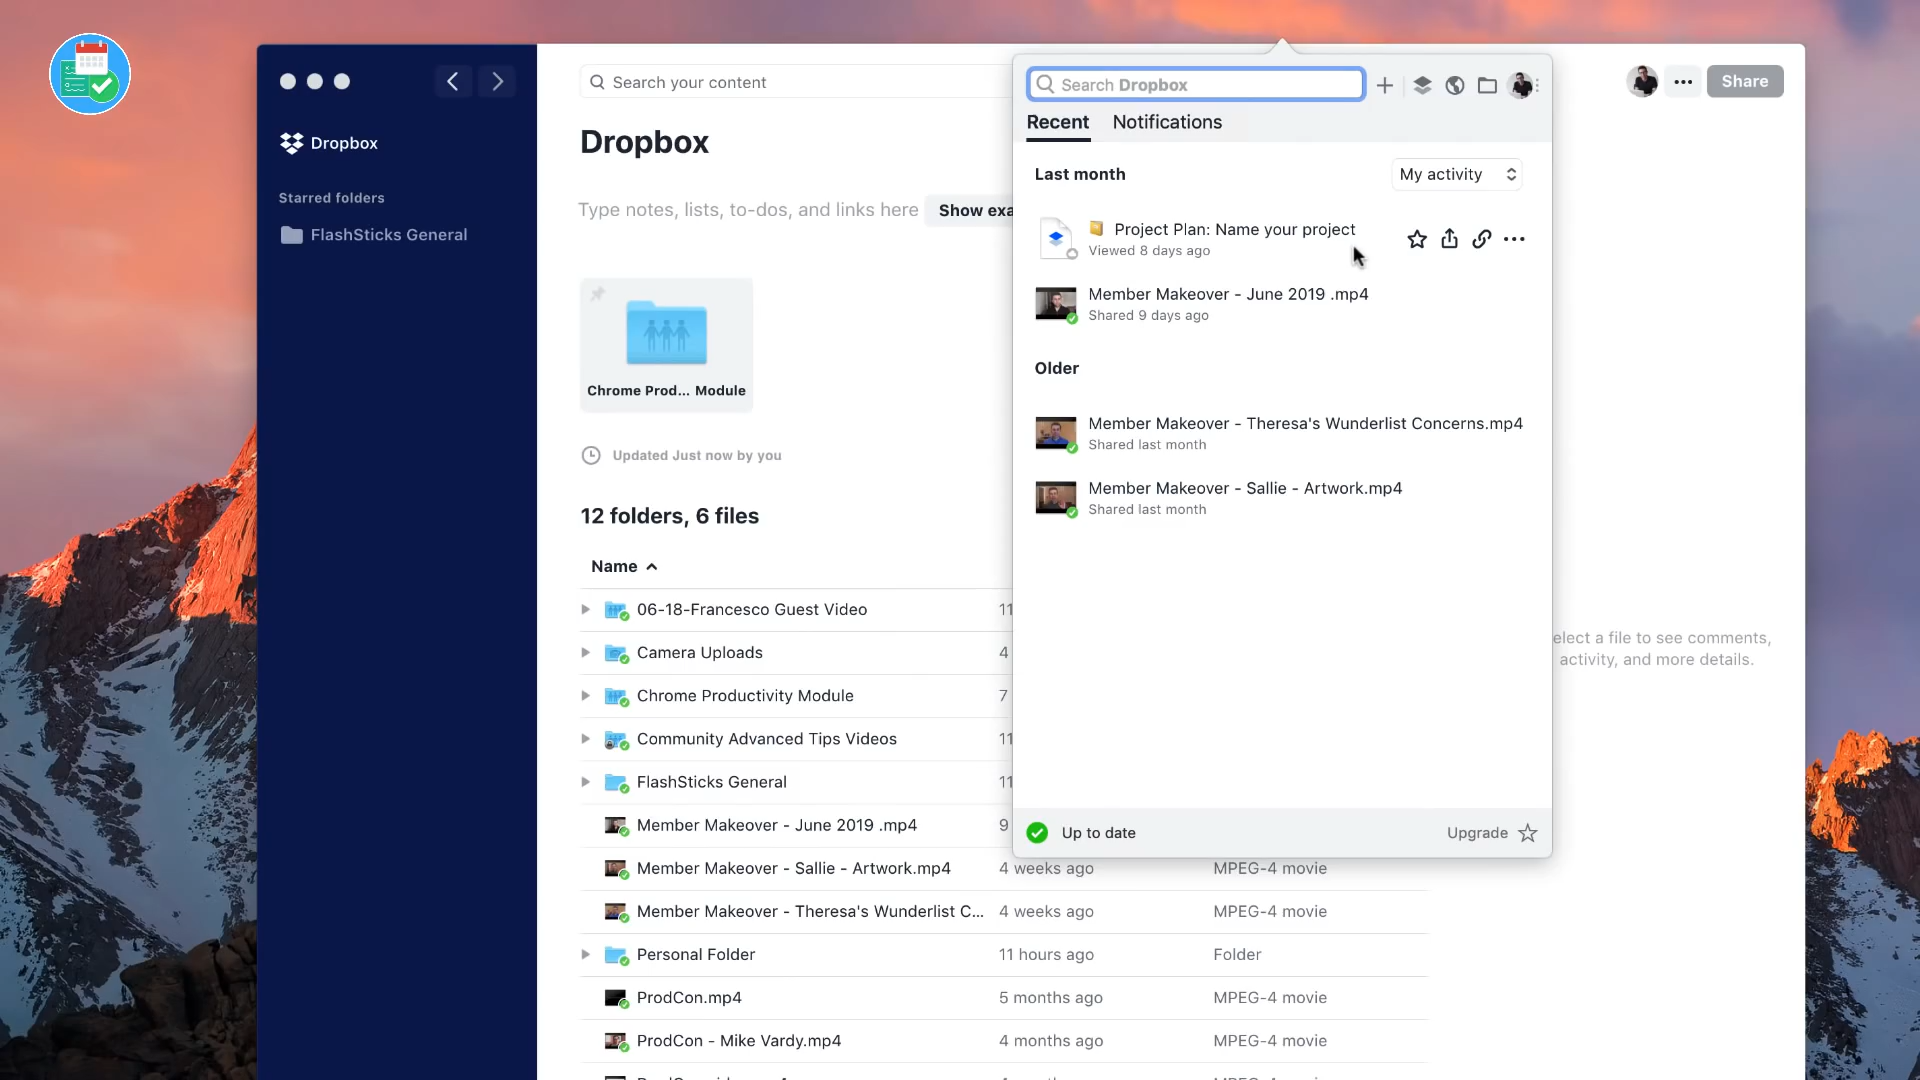 Search your content
Share
Dropbox
Starred folders
FlashSticks General
Dropbox
Type notes, lists, to-dos, and links here
Show exa
Chrome Prod... Module
Updated Just now by you
12 folders, 6 files
Name
06-18-Francesco Guest Video 11
Camera Uploads 4
Chrome Productivity Module 7
Community Advanced Tips Videos 11
FlashSticks General 11
Member Makeover - June 2019 .mp4 9
Member Makeover - Sallie - Artwork.mp4 4 weeks ago MPEG-4 movie
Member Makeover - Theresa's Wunderlist C... 4 weeks ago MPEG-4 movie
Personal Folder 11 hours ago Folder
ProdCon.mp4 5 months ago MPEG-4 movie
ProdCon - Mike Vardy.mp4 4 months ago MPEG-4 movie
Search Dropbox
Recent Notifications
Last month
My activity
Project Plan: Name your project
Viewed 8 days ago
Member Makeover - June 2019 .mp4
Shared 9 days ago
Older
Member Makeover - Theresa's Wunderlist Concerns.mp4
Shared last month
Member Makeover - Sallie - Artwork.mp4
Shared last month
Up to date
Upgrade
elect a file to see comments,
activity, and more details.